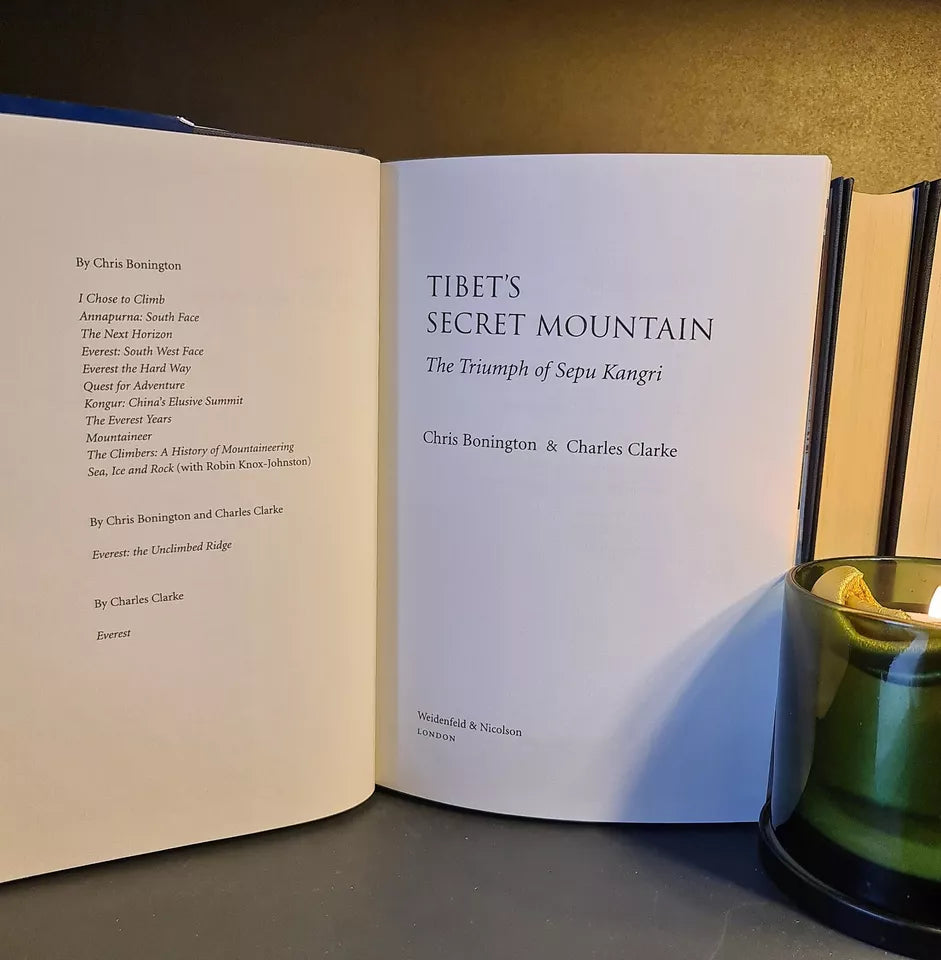 By Chris Bonington
I Chose to Climb
Annapurna: South Face
The Next Horizon
Everest: South West Face
Everest the Hard Way
Quest for Adventure
Kongur: China's Elusive Summit
The Everest Years
Mountaineer
The Climbers: A History of Mountaineering
Sea, Ice and Rock (with Robin Knox-Johnston)
By Chris Bonington and Charles Clarke
Everest: the Unclimbed Ridge
By Charles Clarke
Everest
TIBET'S
SECRET MOUNTAIN
The Triumph of Sepu Kangri
Chris Bonington & Charles Clarke
Weidenfeld & Nicolson
LONDON